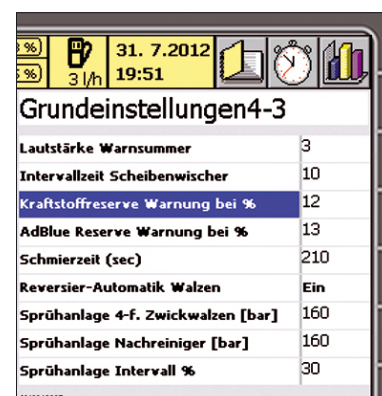 %)
31. 7.2012
%)
3 l/h
19:51
Grundeinstellungen4-3
Lautstärke Warnsummer 3
Intervallzeit Scheibenwischer 10
Kraftstoffreserve Warnung bei % 12
AdBlue Reserve Warnung bei % 13
Schmierzeit (sec) 210
Reversier-Automatik Walzen Ein
Sprühanlage 4-f. Zwickwalzen [bar] 160
Sprühanlage Nachreiniger [bar] 160
Sprühanlage Intervall % 30